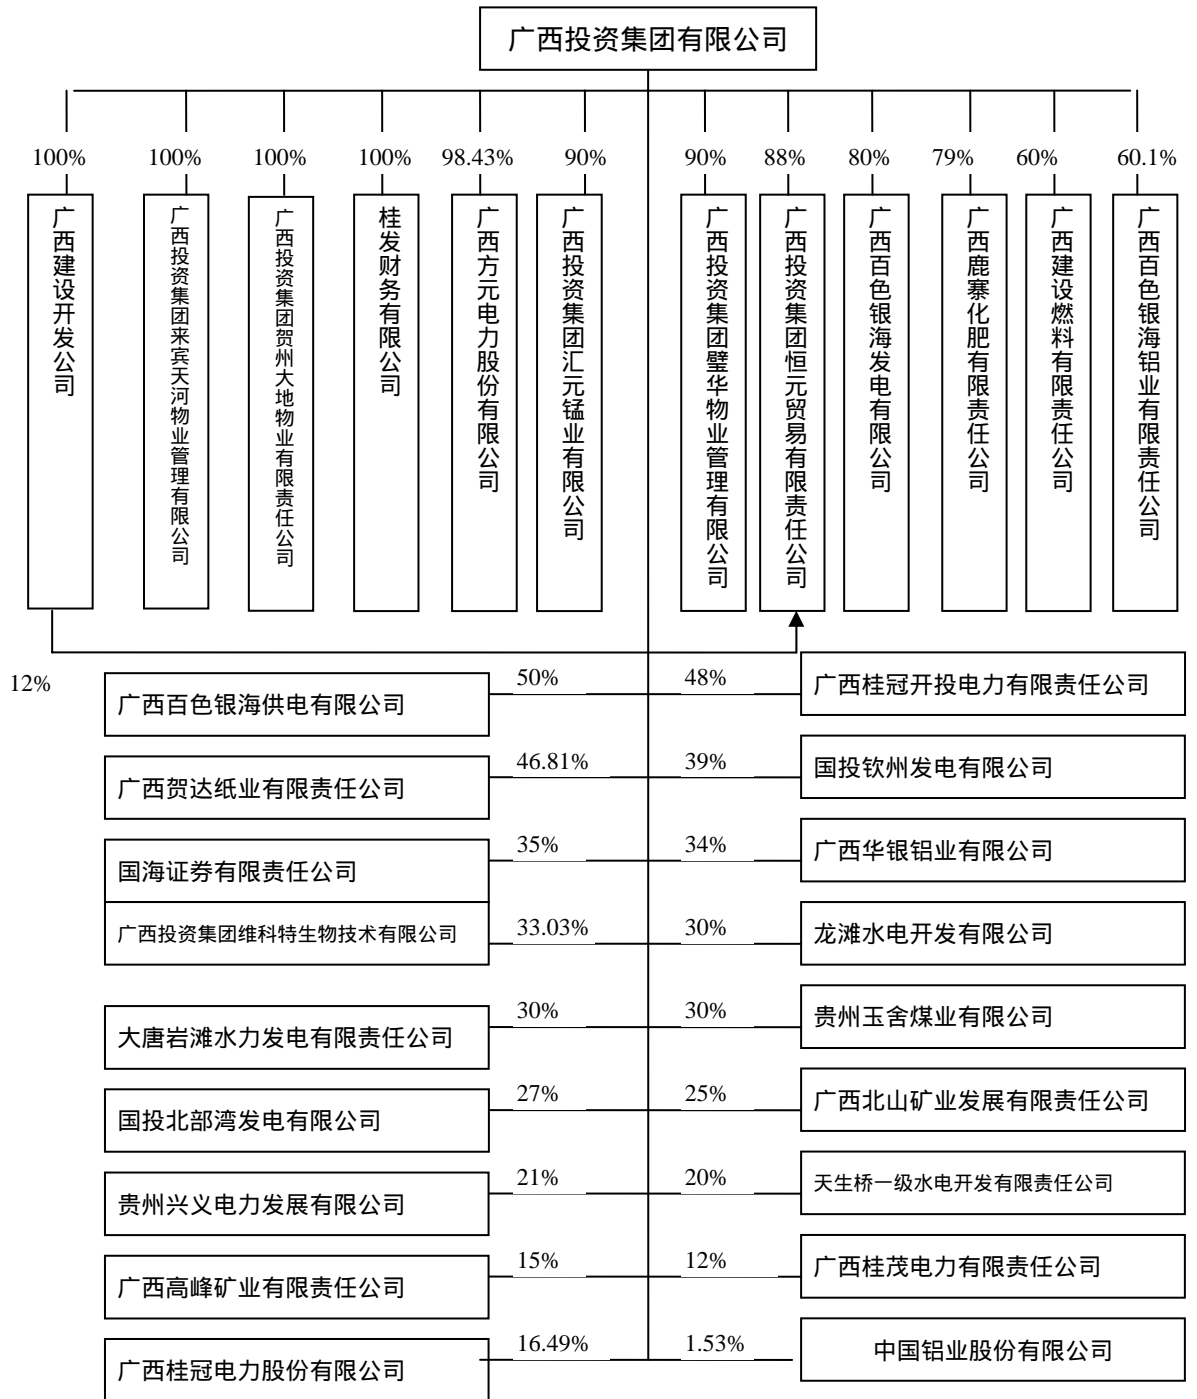 广西投资集团有限公司
100%
100%
100%
100%
98.43%
90%
90%
88%
80%
79%
60%
60.1%
广西建设开发公司
广西投资集团来宾天河物业管理有限公司
广西投资集团贺州大地物业有限责任公司
桂发财务有限公司
广西方元电力股份有限公司
广西投资集团汇元锰业有限公司
广西投资集团璧华物业管理有限公司
广西投资集团恒元贸易有限责任公司
广西百色银海发电有限公司
广西鹿寨化肥有限责任公司
广西建设燃料有限责任公司
广西百色银海铝业有限责任公司
12%
广西百色银海供电有限公司
50%
48%
广西桂冠开投电力有限责任公司
广西贺达纸业有限责任公司
46.81%
39%
国投钦州发电有限公司
国海证券有限责任公司
35%
34%
广西华银铝业有限公司
广西投资集团维科特生物技术有限公司
33.03%
30%
龙滩水电开发有限公司
大唐岩滩水力发电有限责任公司
30%
30%
贵州玉舍煤业有限公司
国投北部湾发电有限公司
27%
25%
广西北山矿业发展有限责任公司
贵州兴义电力发展有限公司
21%
20%
天生桥一级水电开发有限责任公司
广西高峰矿业有限责任公司
15%
12%
广西桂茂电力有限责任公司
广西桂冠电力股份有限公司
16.49%
1.53%
中国铝业股份有限公司